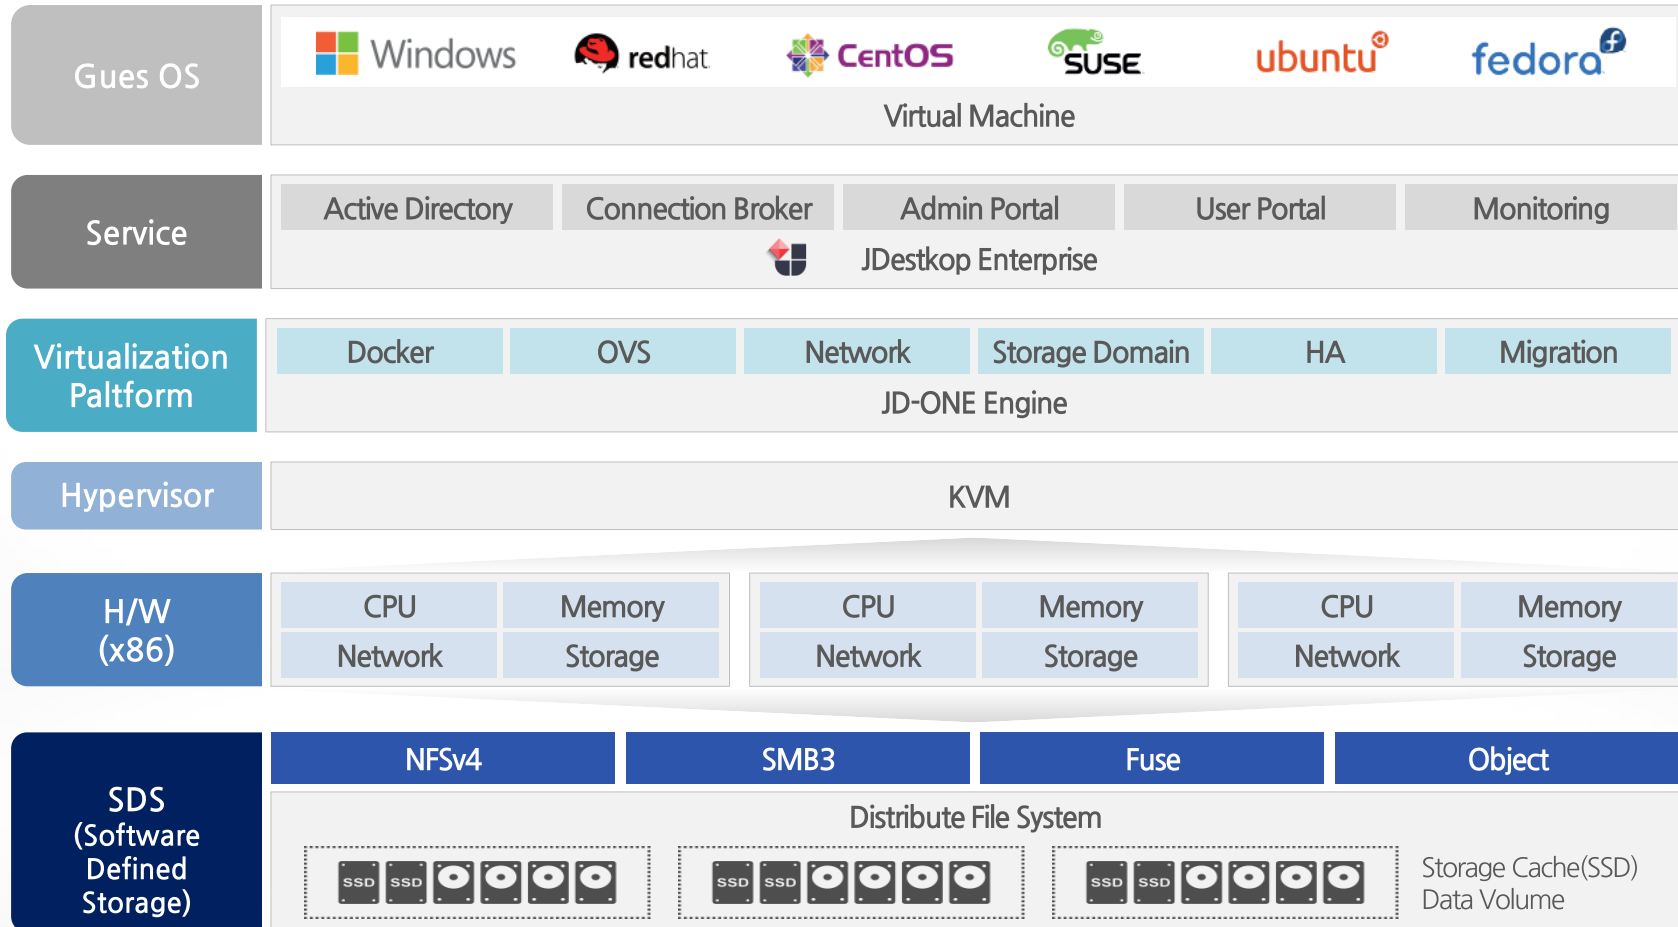 Gues OS
Windows redhat. CentOS SUSE ubuntu fedora
Virtual Machine
Service
Active Directory Connection Broker Admin Portal User Portal Monitoring
JDestkop Enterprise
Virtualization
Paltform
Docker OVS Network Storage Domain HA Migration
JD-ONE Engine
Hypervisor
KVM
H/W
(x86)
CPU Memory CPU Memory CPU Memory
Network Storage Network Storage Network Storage
SDS
(Software
Defined
Storage)
NFSv4 SMB3 Fuse Object
Distribute File System
SSD SSD SSD SSD SSD SSD
Storage Cache(SSD)
Data Volume